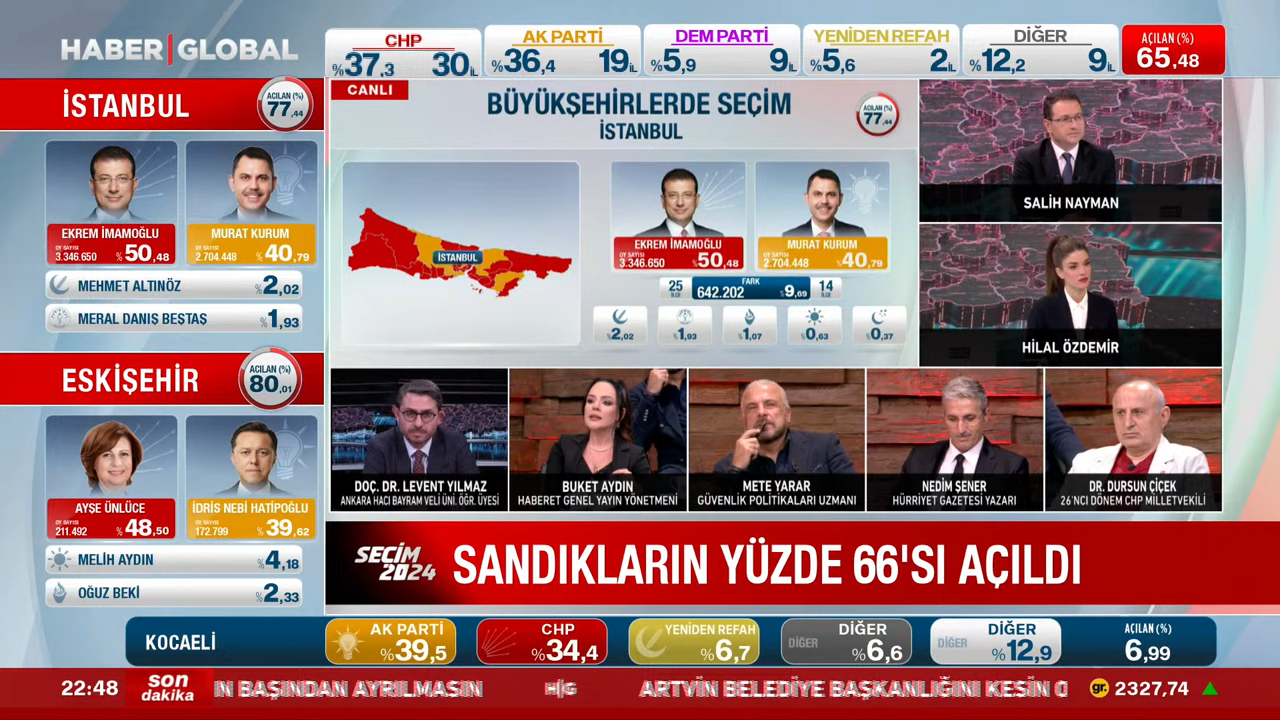 HABER GLOBAL
CHP
%37,3 30 İL
AK PARTİ
%36,4 19 İL
DEM PARTİ
%5,9 9 İL
YENİDEN REFAH
%5,6 2 İL
DİĞER
%12,2 9 İL
AÇILAN (%)
65,48
İSTANBUL
AÇILAN (%)
77,44
EKREM İMAMOĞLU
OY SAYISI
3.346.650 %50,48
MURAT KURUM
OY SAYISI
2.704.448 %40,79
MEHMET ALTINÖZ %2,02
MERAL DANIŞ BEŞTAŞ %1,93
ESKİŞEHİR
AÇILAN (%)
80,01
AYŞE ÜNLÜCE
OY SAYISI
211.492 %48,50
İDRİS NEBİ HATİPOĞLU
OY SAYISI
172.799 %39,62
MELİH AYDIN %4,18
OĞUZ BEKİ %2,33
CANLI
BÜYÜKŞEHİRLERDE SEÇİM
İSTANBUL
AÇILAN (%)
77,44
İSTANBUL
EKREM İMAMOĞLU
OY SAYISI
3.346.650 %50,48
MURAT KURUM
OY SAYISI
2.704.448 %40,79
25 İLÇE
FARK
642.202 %9,69
14 İLÇE
%2,02
%1,93
%1,07
%0,63
%0,37
SALİH NAYMAN
HİLAL ÖZDEMİR
DOÇ. DR. LEVENT YILMAZ
ANKARA HACI BAYRAM VELİ ÜNİ. ÖĞR. ÜYESİ
BUKET AYDIN
HABERET GENEL YAYIN YÖNETMENİ
METE YARAR
GÜVENLİK POLİTİKALARI UZMANI
NEDİM ŞENER
HÜRRİYET GAZETESİ YAZARI
DR. DURSUN ÇİÇEK
26'NCI DÖNEM CHP MİLLETVEKİLİ
SEÇİM
2024
SANDIKLARIN YÜZDE 66'SI AÇILDI
KOCAELİ
AK PARTİ
%39,5
CHP
%34,4
YENİDEN REFAH
%6,7
DİĞER
DİĞER
%6,6
DİĞER
DİĞER
%12,9
AÇILAN (%)
6,99
22:48
son
dakika
IN BAŞINDAN AYRILMASIN
H|G
ARTVİN BELEDİYE BAŞKANLIĞINI KESİN O
gr. 2327,74